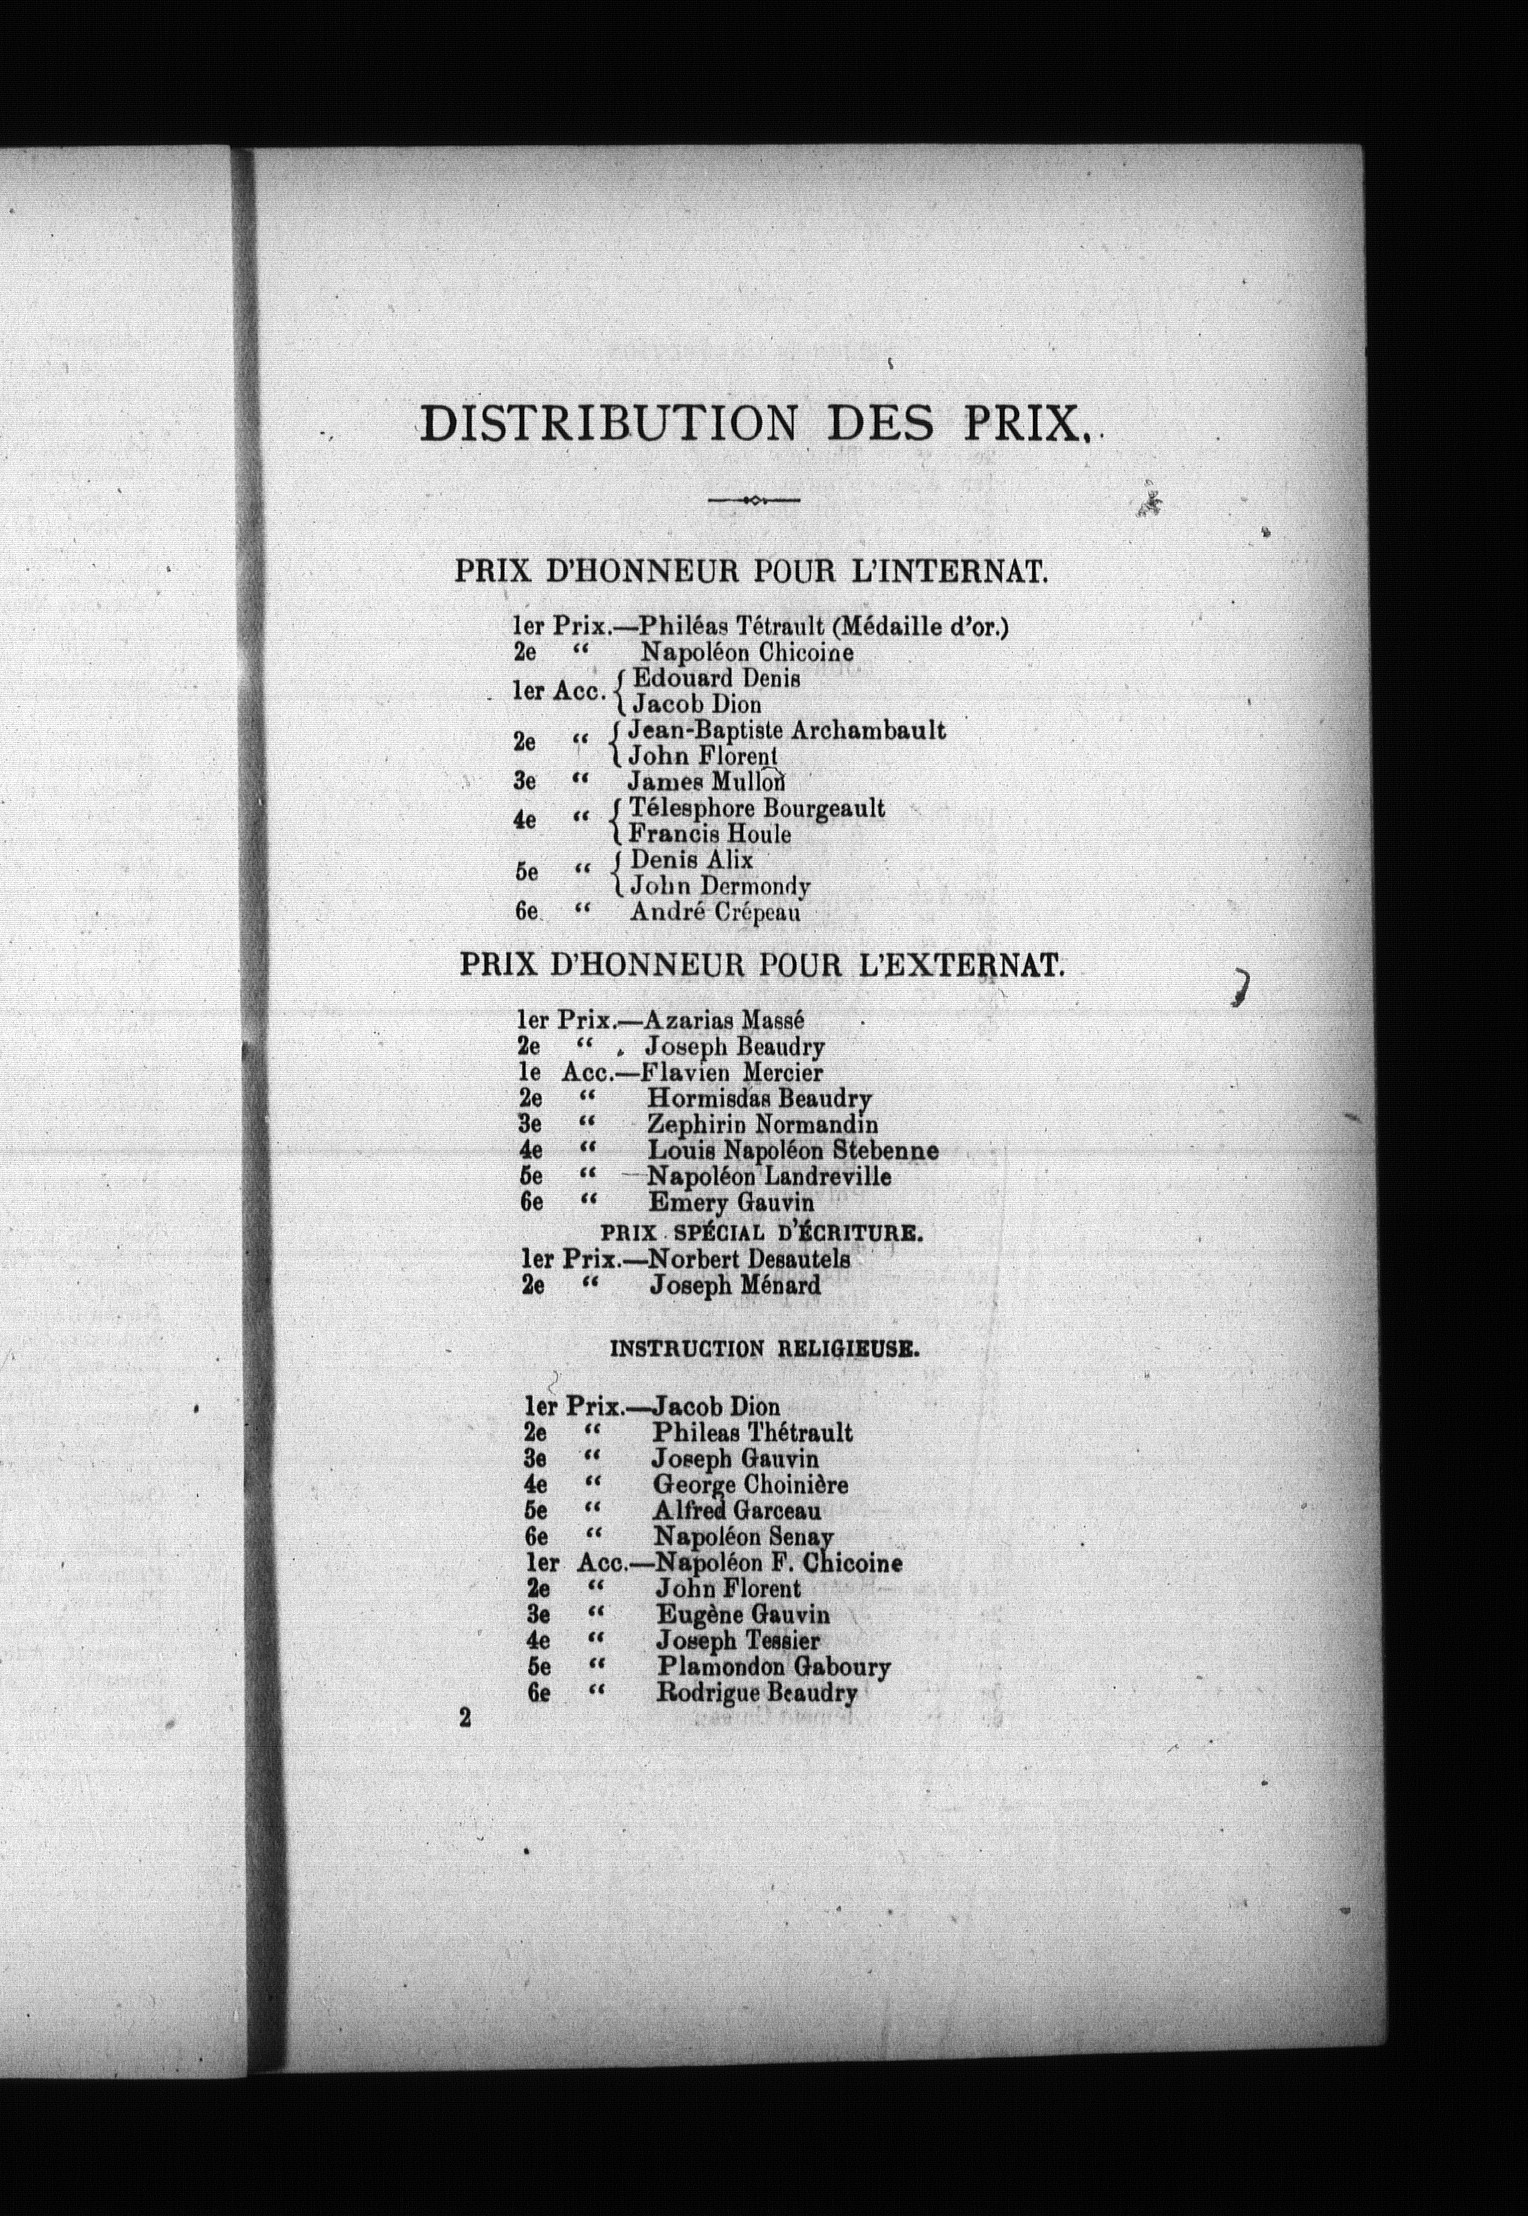 DISTRIBUTION DES PRIX.
PRIX D'HONNEUR POUR L'INTERNAT.
1er Prix.—Philéas Tétrault (Médaille d'or.)
2e “ Napoléon Chicoine
1er Acc. { Edouard Denis
{ Jacob Dion
2e “ { Jean-Baptiste Archambault
{ John Florent
3e “ James Mullon
4e “ { Télesphore Bourgeault
{ Francis Houle
5e “ { Denis Alix
{ John Dermondy
6e “ André Crépeau
PRIX D'HONNEUR POUR L'EXTERNAT.
1er Prix.—Azarias Massé
2e “ Joseph Beaudry
1e Acc.—Flavien Mercier
2e “ Hormisdas Beaudry
3e “ Zephirin Normandin
4e “ Louis Napoléon Stebenne
5e “ Napoléon Landreville
6e “ Emery Gauvin
PRIX SPÉCIAL D'ÉCRITURE.
1er Prix.—Norbert Desautels
2e “ Joseph Ménard
INSTRUCTION RELIGIEUSE.
1er Prix.—Jacob Dion
2e “ Phileas Thétrault
3e “ Joseph Gauvin
4e “ George Choinière
5e “ Alfred Garceau
6e “ Napoléon Senay
1er Acc.—Napoléon F. Chicoine
2e “ John Florent
3e “ Eugène Gauvin
4e “ Joseph Tessier
5e “ Plamondon Gaboury
6e “ Rodrigue Beaudry
2